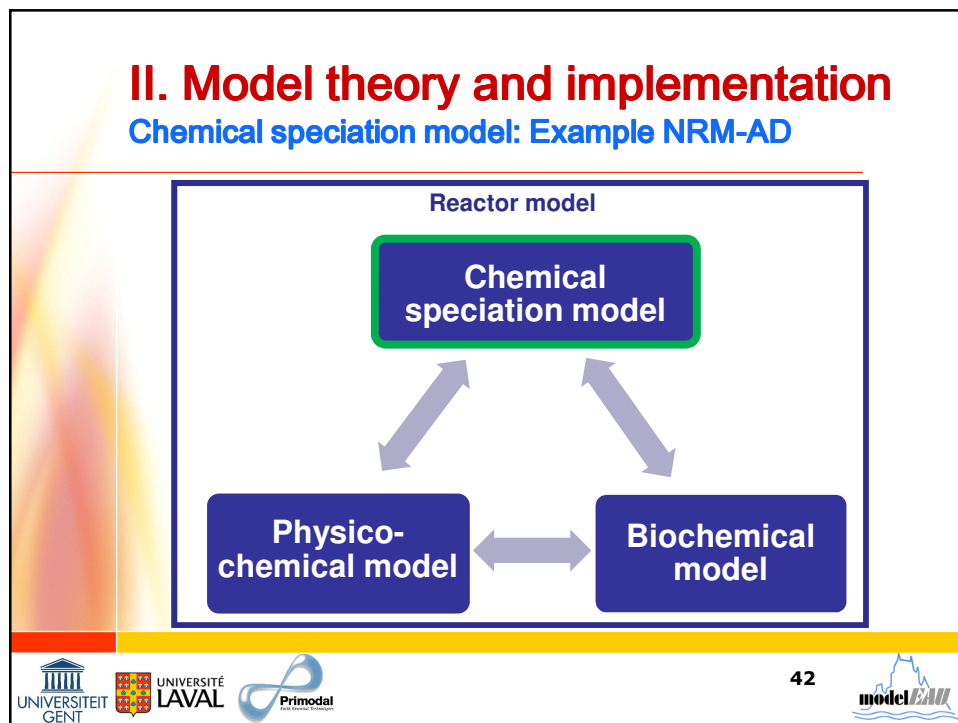 II. Model theory and implementation
Chemical speciation model: Example NRM-AD
Reactor model
Chemical
speciation model
Physico-
chemical model
Biochemical
model
UNIVERSITEIT
GENT
UNIVERSITÉ
LAVAL
Primodal
42
modelEAU